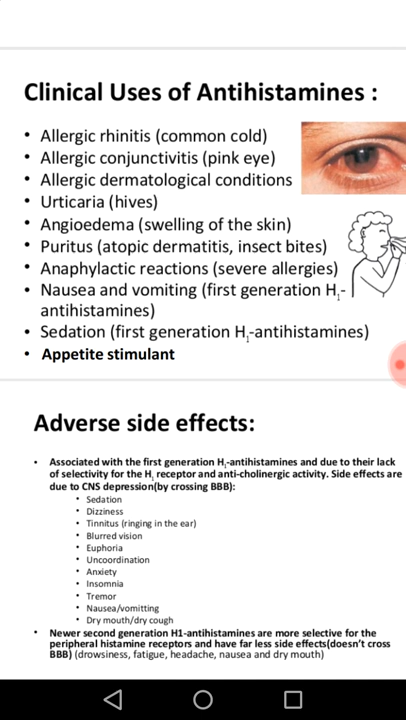 Clinical Uses of Antihistamines :
• Allergic rhinitis (common cold)
• Allergic conjunctivitis (pink eye)
• Allergic dermatological conditions
• Urticaria (hives)
• Angioedema (swelling of the skin)
• Puritus (atopic dermatitis, insect bites)
• Anaphylactic reactions (severe allergies)
• Nausea and vomiting (first generation H₁-
antihistamines)
• Sedation (first generation H₁-antihistamines)
• Appetite stimulant
Adverse side effects:
• Associated with the first generation H₁-antihistamines and due to their lack
of selectivity for the H₁ receptor and anti-cholinergic activity. Side effects are
due to CNS depression(by crossing BBB):
• Sedation
• Dizziness
• Tinnitus (ringing in the ear)
• Blurred vision
• Euphoria
• Uncoordination
• Anxiety
• Insomnia
• Tremor
• Nausea/vomitting
• Dry mouth/dry cough
• Newer second generation H1-antihistamines are more selective for the
peripheral histamine receptors and have far less side effects(doesn't cross
BBB) (drowsiness, fatigue, headache, nausea and dry mouth)